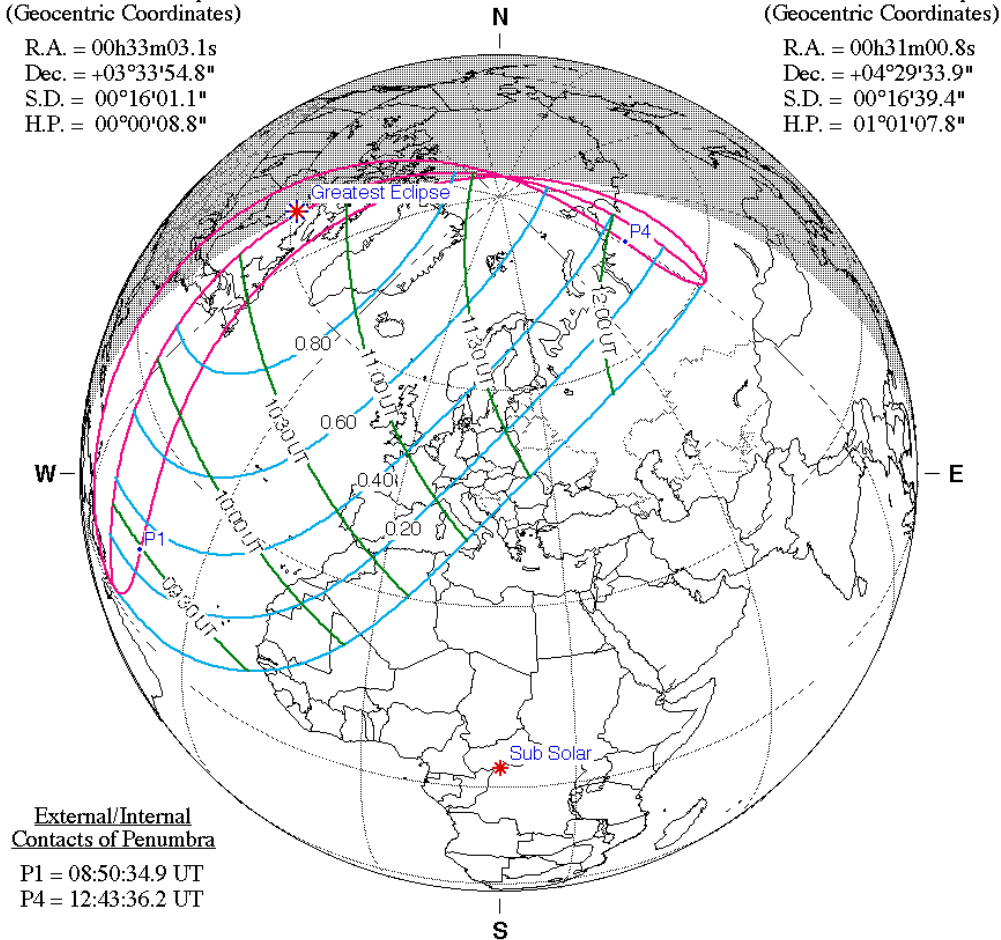 (Geocentric Coordinates)
R.A. = 00h33m03.1s
Dec. = +03°33'54.8"
S.D. = 00°16'01.1"
H.P. = 00°00'08.8"
N
(Geocentric Coordinates)
R.A. = 00h31m00.8s
Dec. = +04°29'33.9"
S.D. = 00°16'39.4"
H.P. = 01°01'07.8"
Greatest Eclipse
P4
0.80
0.60
0.40
0.20
09:30 UT
10:00 UT
10:30 UT
11:00 UT
11:30 UT
12:00 UT
W
E
P1
Sub Solar
External/Internal
Contacts of Penumbra
P1 = 08:50:34.9 UT
P4 = 12:43:36.2 UT
S